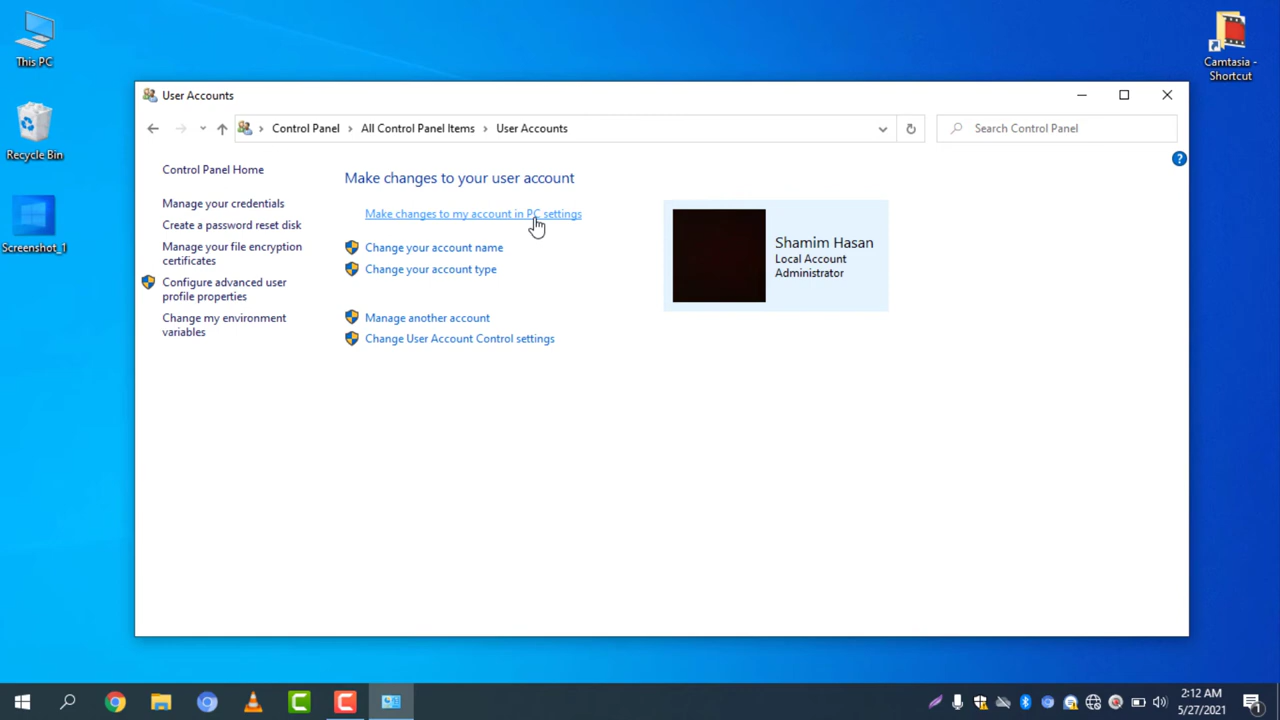 This PC
Recycle Bin
Screenshot_1
Camtasia -
Shortcut
User Accounts
Control Panel > All Control Panel Items > User Accounts
Search Control Panel
?
Control Panel Home
Manage your credentials
Create a password reset disk
Manage your file encryption
certificates
Configure advanced user
profile properties
Change my environment
variables
Make changes to your user account
Make changes to my account in PC settings
Change your account name
Change your account type
Manage another account
Change User Account Control settings
Shamim Hasan
Local Account
Administrator
2:12 AM
5/27/2021
1